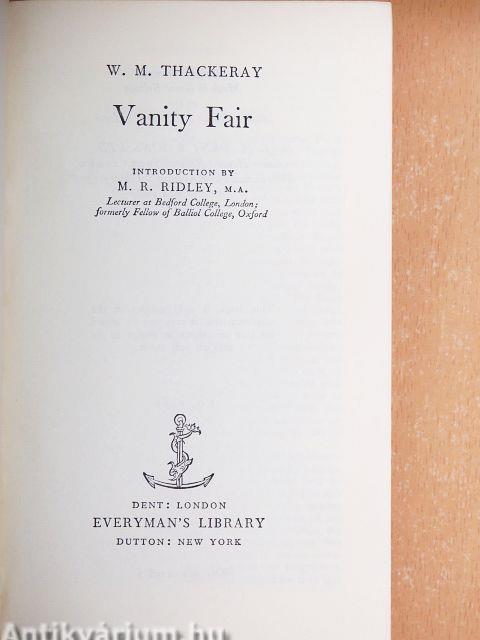 W. M. THACKERAY
Vanity Fair
INTRODUCTION BY
M. R. RIDLEY, M.A.
Lecturer at Bedford College, London;
formerly Fellow of Balliol College, Oxford
DENT: LONDON
EVERYMAN'S LIBRARY
DUTTON: NEW YORK
Antikvárium.hu